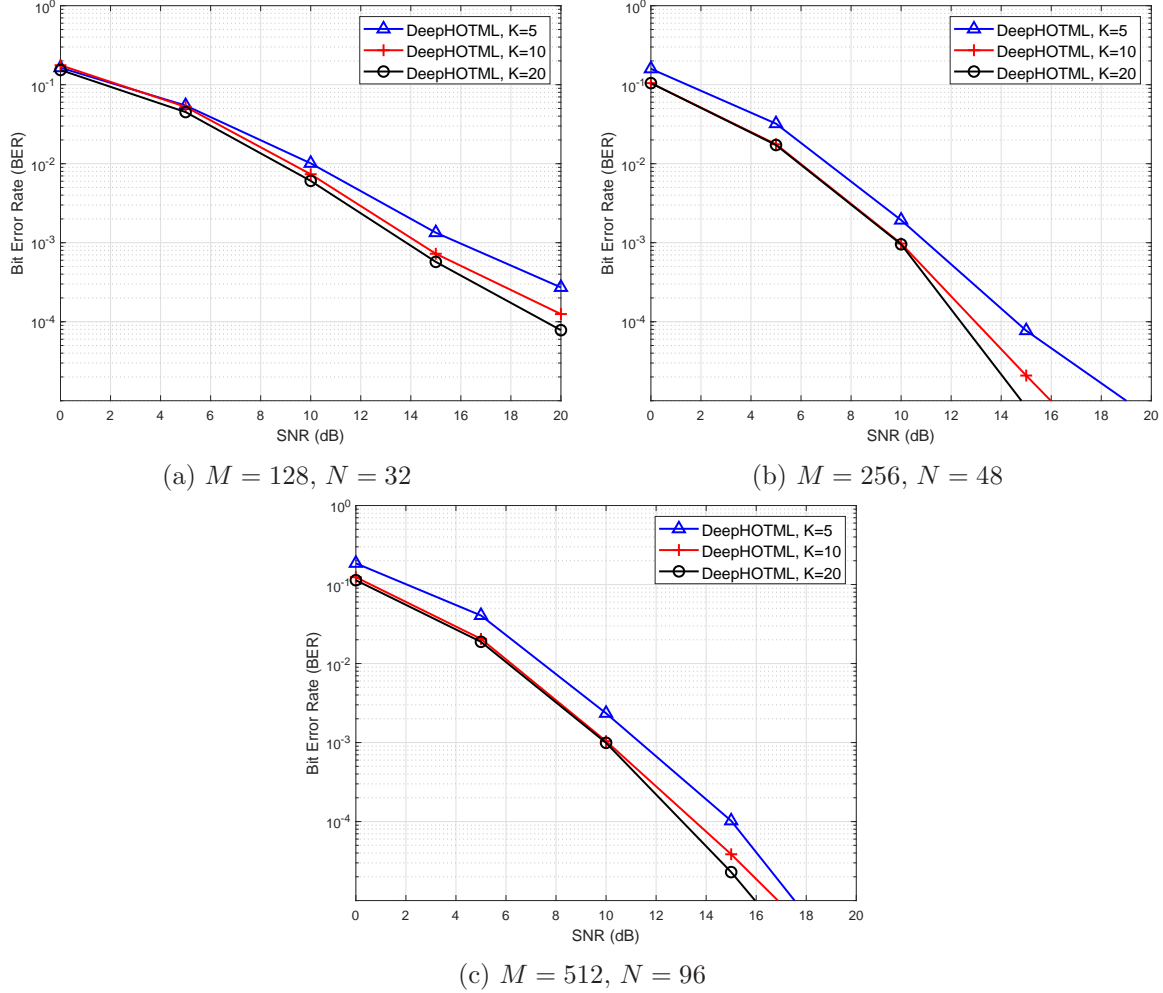 DeepHOTML, K=5
DeepHOTML, K=10
DeepHOTML, K=20
10^-1
10^-2
10^-3
10^-4
Bit Error Rate (BER)
0 2 4 6 8 10 12 14 16 18 20
SNR (dB)
(a) M = 128, N = 32
DeepHOTML, K=5
DeepHOTML, K=10
DeepHOTML, K=20
10^0
10^-1
10^-2
10^-3
10^-4
Bit Error Rate (BER)
0 2 4 6 8 10 12 14 16 18 20
SNR (dB)
(b) M = 256, N = 48
DeepHOTML, K=5
DeepHOTML, K=10
DeepHOTML, K=20
10^0
10^-1
10^-2
10^-3
10^-4
Bit Error Rate (BER)
0 2 4 6 8 10 12 14 16 18 20
SNR (dB)
(c) M = 512, N = 96